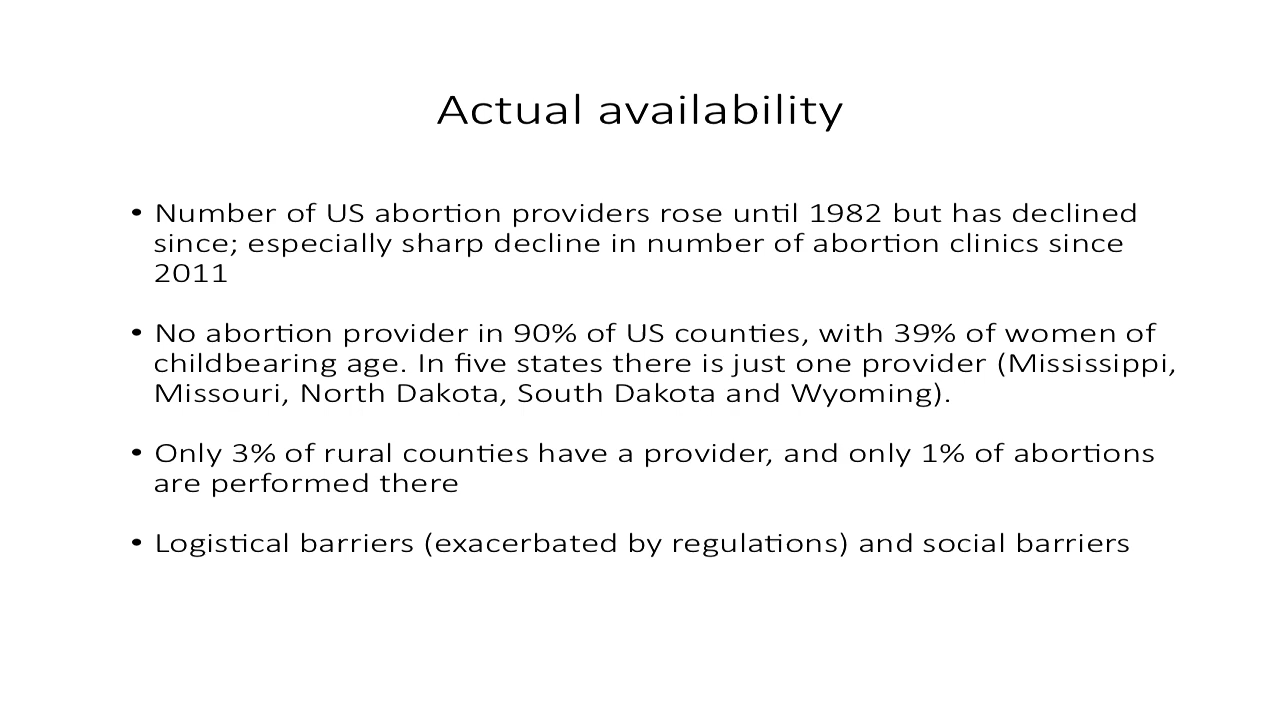 Actual availability
• Number of US abortion providers rose until 1982 but has declined
since; especially sharp decline in number of abortion clinics since
2011
• No abortion provider in 90% of US counties, with 39% of women of
childbearing age. In five states there is just one provider (Mississippi,
Missouri, North Dakota, South Dakota and Wyoming).
• Only 3% of rural counties have a provider, and only 1% of abortions
are performed there
• Logistical barriers (exacerbated by regulations) and social barriers